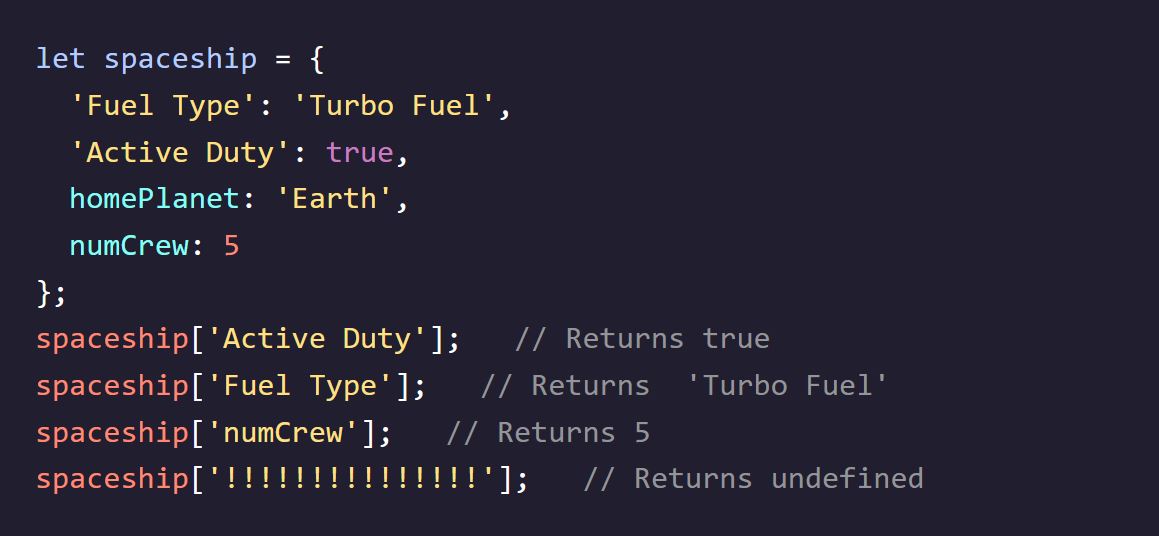 let spaceship = {
  'Fuel Type': 'Turbo Fuel',
  'Active Duty': true,
  homePlanet: 'Earth',
  numCrew: 5
};
spaceship['Active Duty'];   // Returns true
spaceship['Fuel Type'];   // Returns  'Turbo Fuel'
spaceship['numCrew'];   // Returns 5
spaceship['!!!!!!!!!!!!!!!'];   // Returns undefined